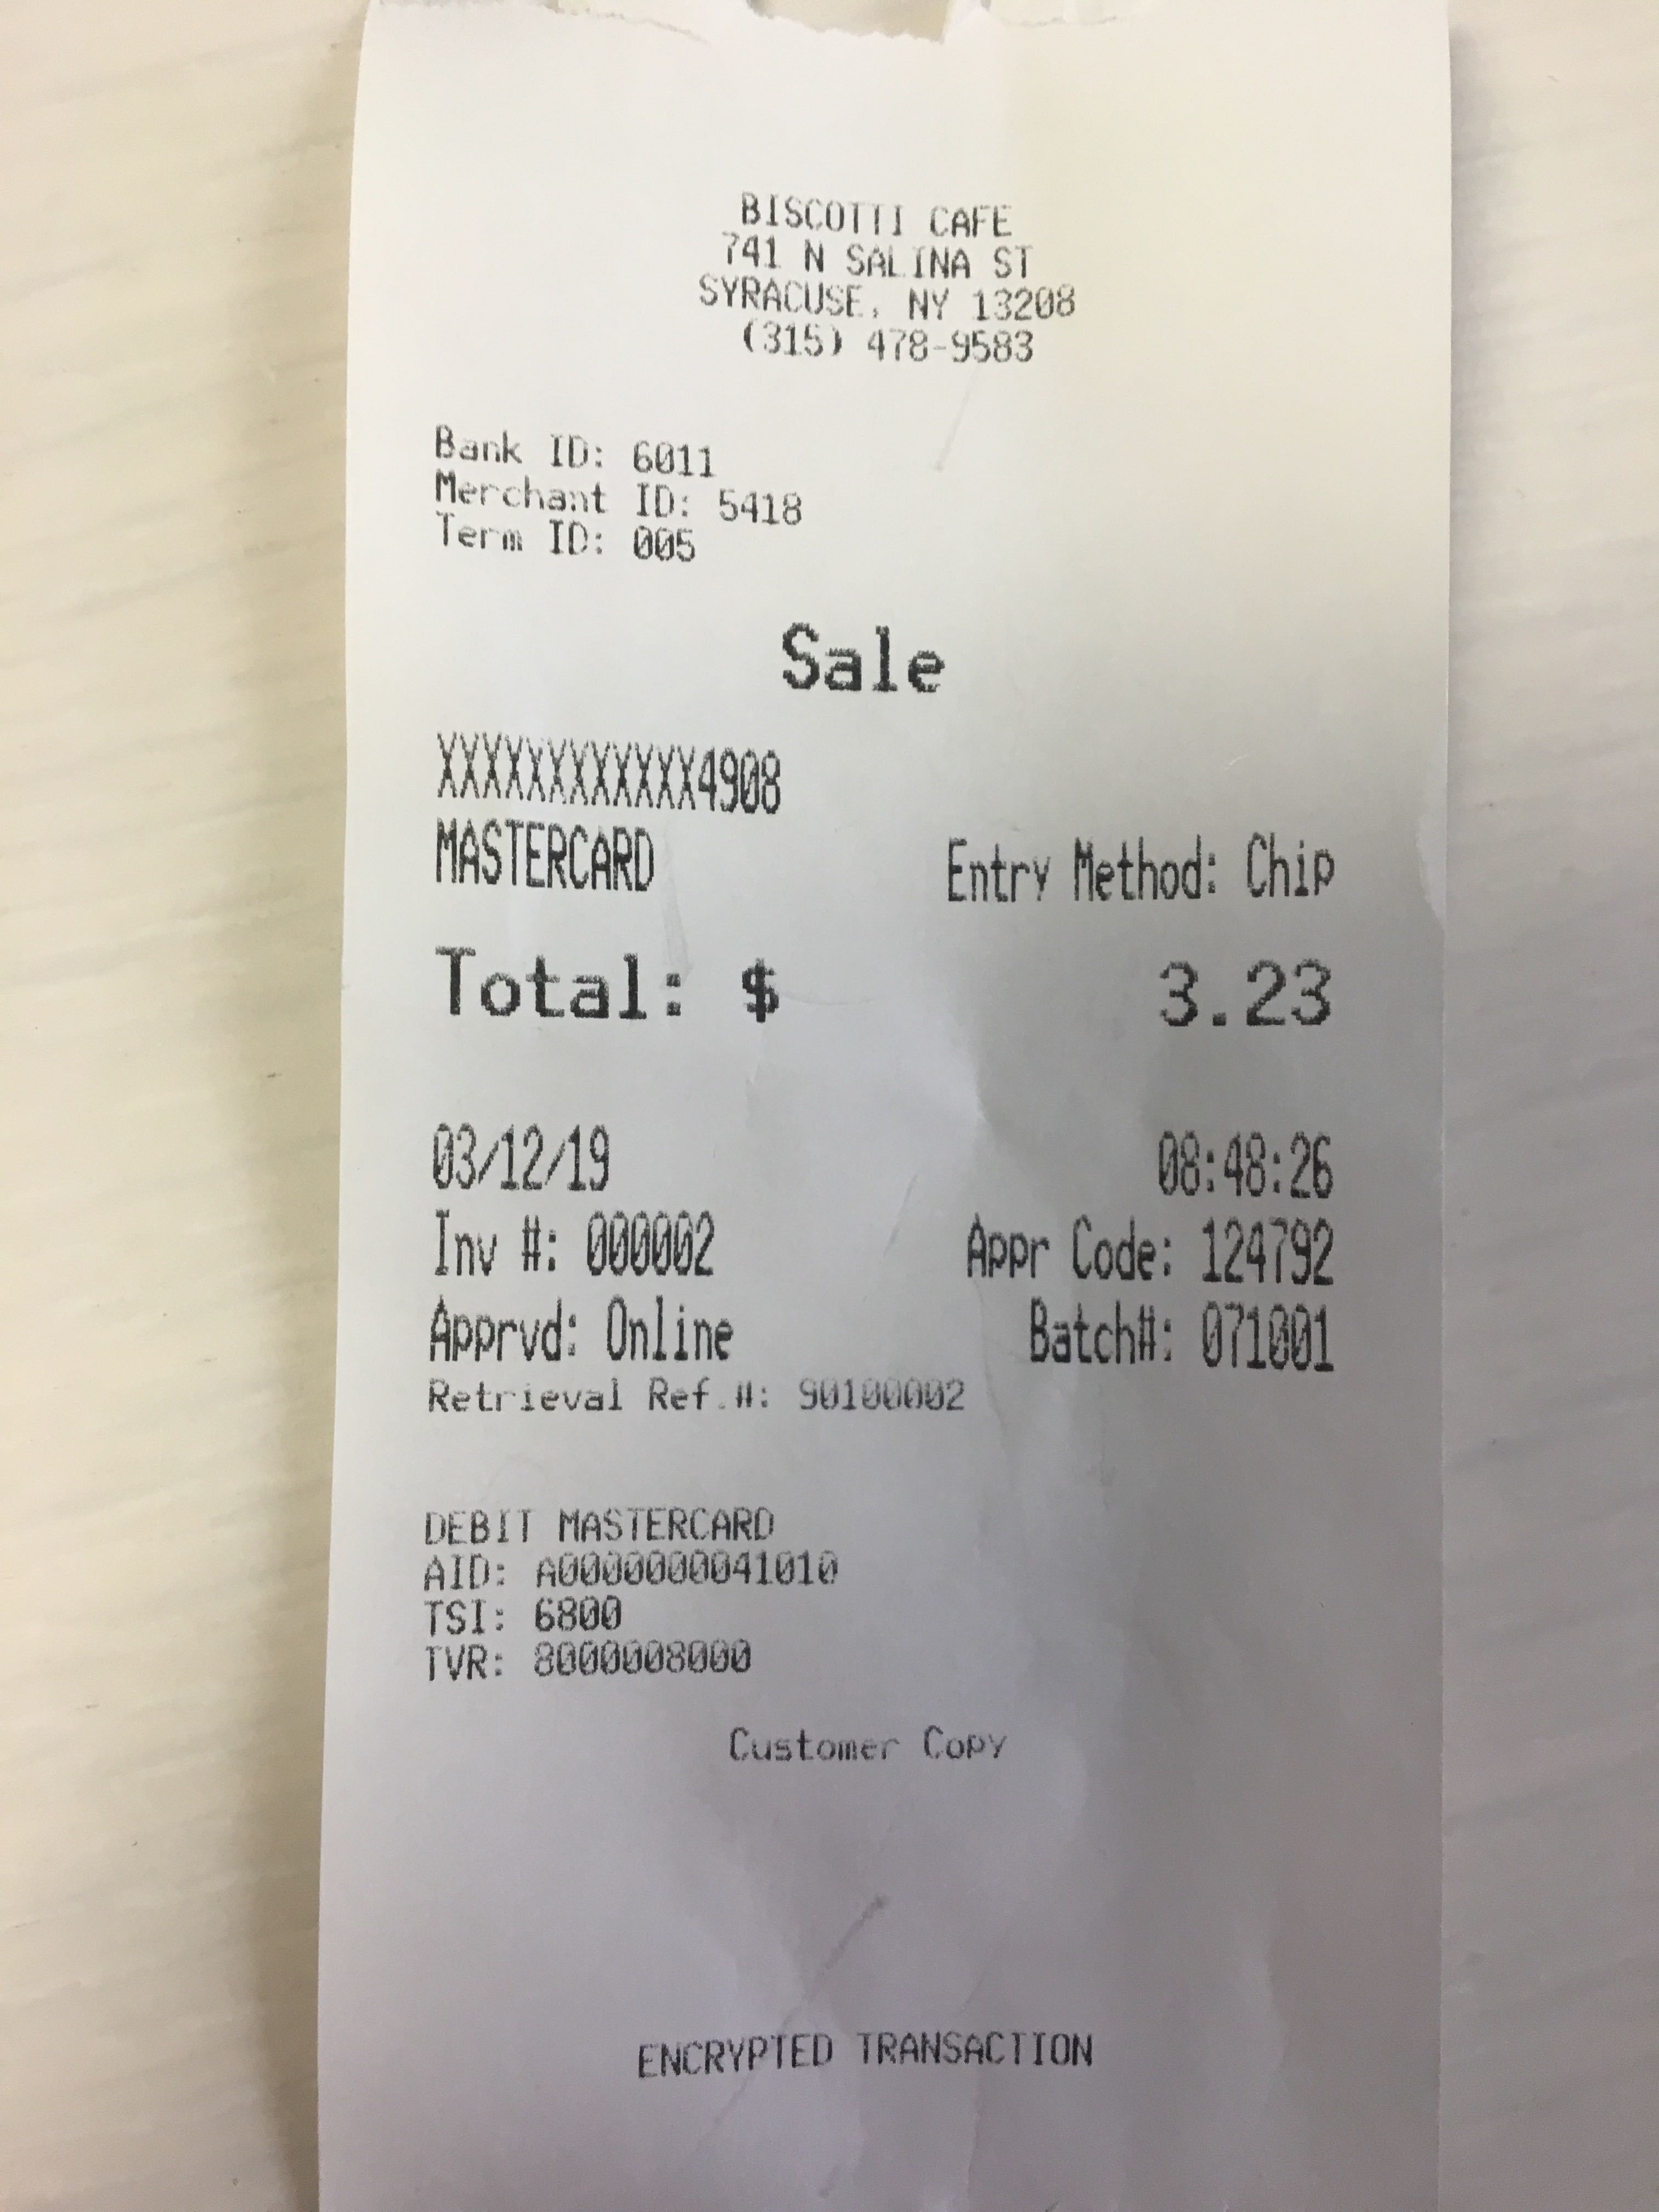 BISCOTTI CAFE
741 N SALINA ST
SYRACUSE, NY 13208
(315) 478-9583
Bank ID: 6011
Merchant ID: 5418
Term ID: 005
Sale
XXXXXXXXXXXX4908
MASTERCARD Entry Method: Chip
Total: $ 3.23
03/12/19 08:48:26
Inv #: 000002 Appr Code: 124792
Apprvd: Online Batch#: 071001
Retrieval Ref.#: 90100002
DEBIT MASTERCARD
AID: A0000000041010
TSI: 6800
TVR: 8000008000
Customer Copy
ENCRYPTED TRANSACTION